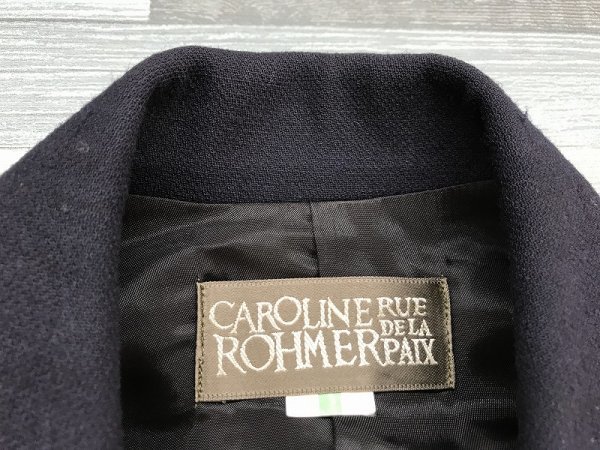 CAROLINE RUE
ROHMER DE LA
PAIX